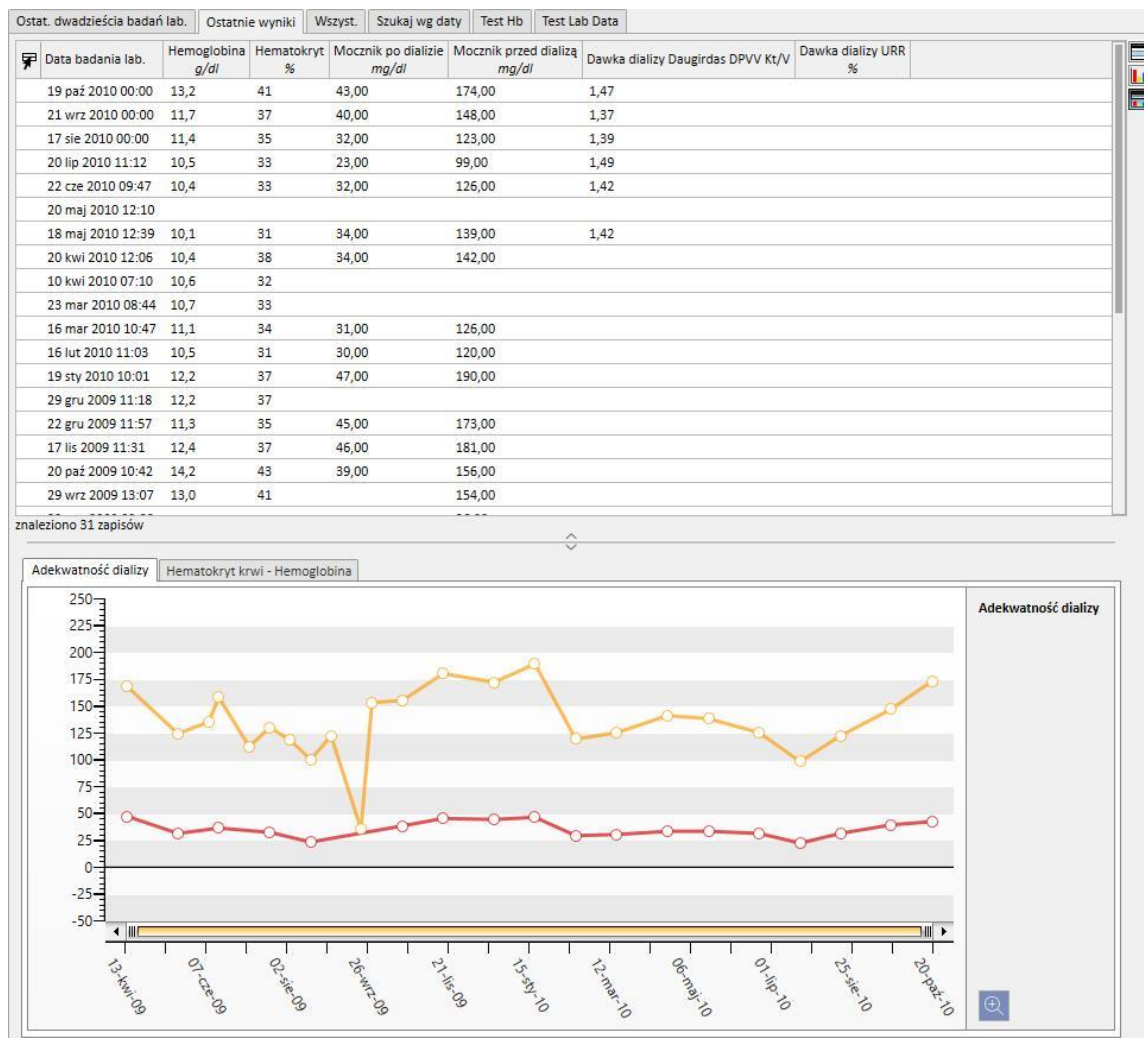 Ostat. dwadzieścia badań lab. Ostatnie wyniki Wszyst. Szukaj wg daty Test Hb Test Lab Data
Data badania lab. Hemoglobina g/dl Hematokryt % Mocznik po dializie mg/dl Mocznik przed dializą mg/dl Dawka dializy Daugirdas DPVV Kt/V Dawka dializy URR %
19 paź 2010 00:00 13,2 41 43,00 174,00 1,47
21 wrz 2010 00:00 11,7 37 40,00 148,00 1,37
17 sie 2010 00:00 11,4 35 32,00 123,00 1,39
20 lip 2010 11:12 10,5 33 23,00 99,00 1,49
22 cze 2010 09:47 10,4 33 32,00 126,00 1,42
20 maj 2010 12:10
18 maj 2010 12:39 10,1 31 34,00 139,00 1,42
20 kwi 2010 12:06 10,4 38 34,00 142,00
10 kwi 2010 07:10 10,6 32
23 mar 2010 08:44 10,7 33
16 mar 2010 10:47 11,1 34 31,00 126,00
16 lut 2010 11:03 10,5 31 30,00 120,00
19 sty 2010 10:01 12,2 37 47,00 190,00
29 gru 2009 11:18 12,2 37
22 gru 2009 11:57 11,3 35 45,00 173,00
17 lis 2009 11:31 12,4 37 46,00 181,00
20 paź 2009 10:42 14,2 43 39,00 156,00
29 wrz 2009 13:07 13,0 41 154,00
znaleziono 31 zapisów
Adekwatność dializy Hematokryt krwi - Hemoglobina
Adekwatność dializy
250
225
200
175
150
125
100
75
50
25
0
-25
-50
13-kwi-09 07-cze-09 02-sie-09 26-wrz-09 21-lis-09 15-sty-10 12-mar-10 06-maj-10 01-lip-10 25-sie-10 20-paź-10